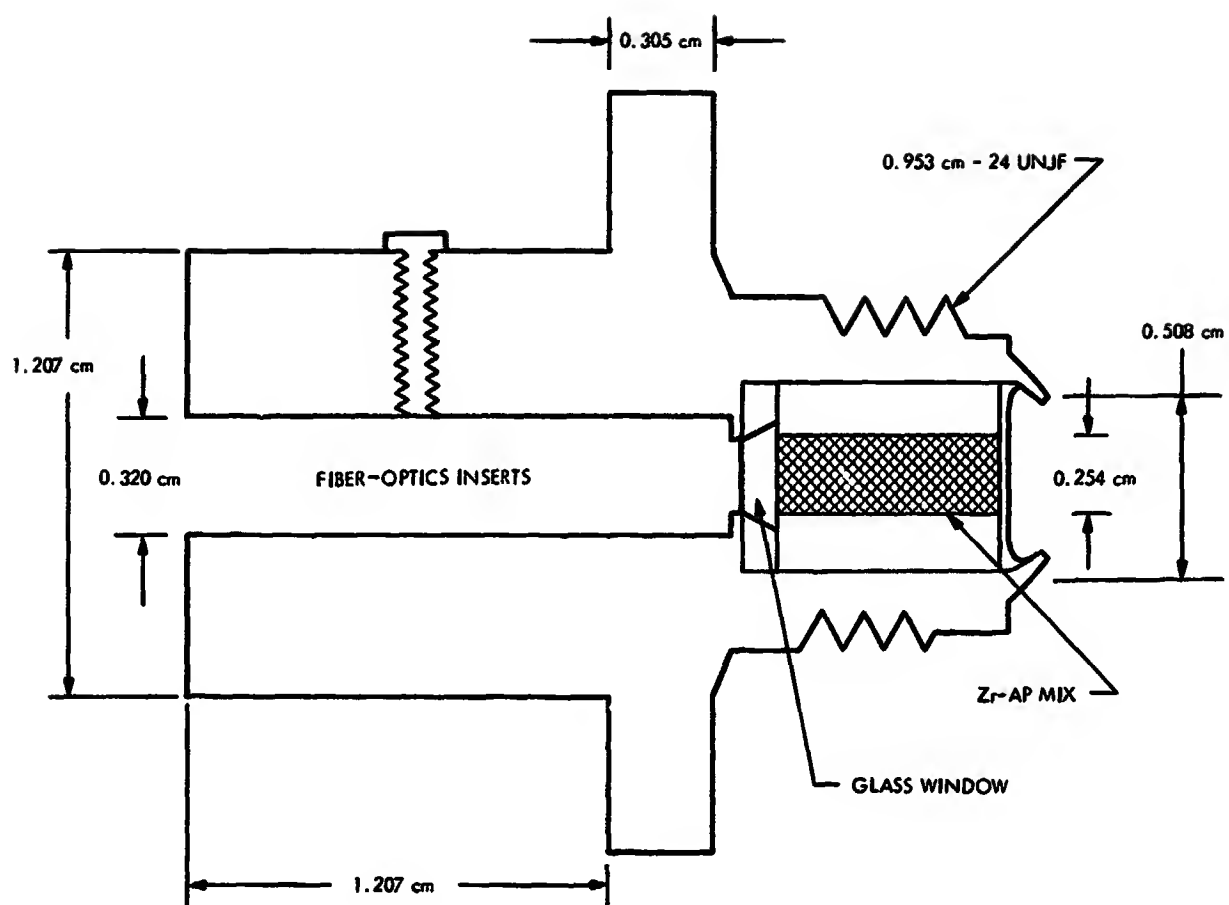 0.305 cm
0.953 cm - 24 UNJF
0.508 cm
1.207 cm
0.320 cm
FIBER-OPTICS INSERTS
0.254 cm
Zr-AP MIX
GLASS WINDOW
1.207 cm